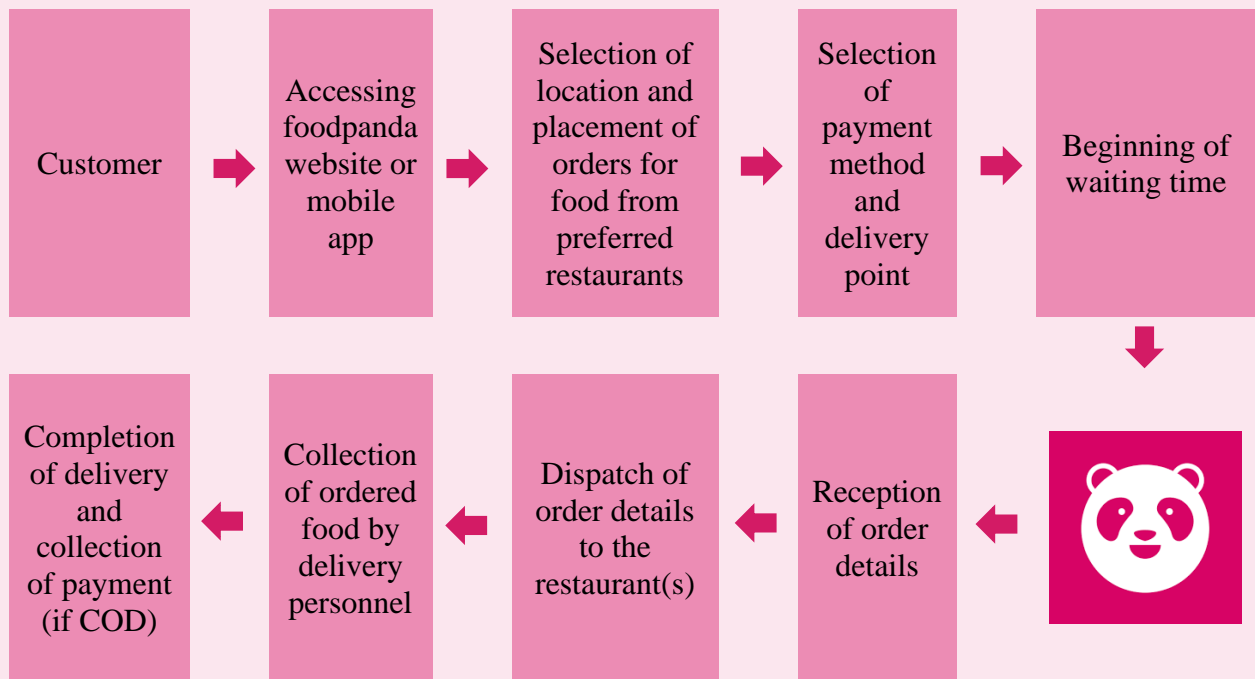 Customer
Accessing
foodpanda
website or
mobile
app
Selection of
location and
placement of
orders for
food from
preferred
restaurants
Selection
of
payment
method
and
delivery
point
Beginning of
waiting time
Reception
of order
details
Dispatch of
order details
to the
restaurant(s)
Collection
of ordered
food by
delivery
personnel
Completion
of delivery
and
collection
of payment
(if COD)